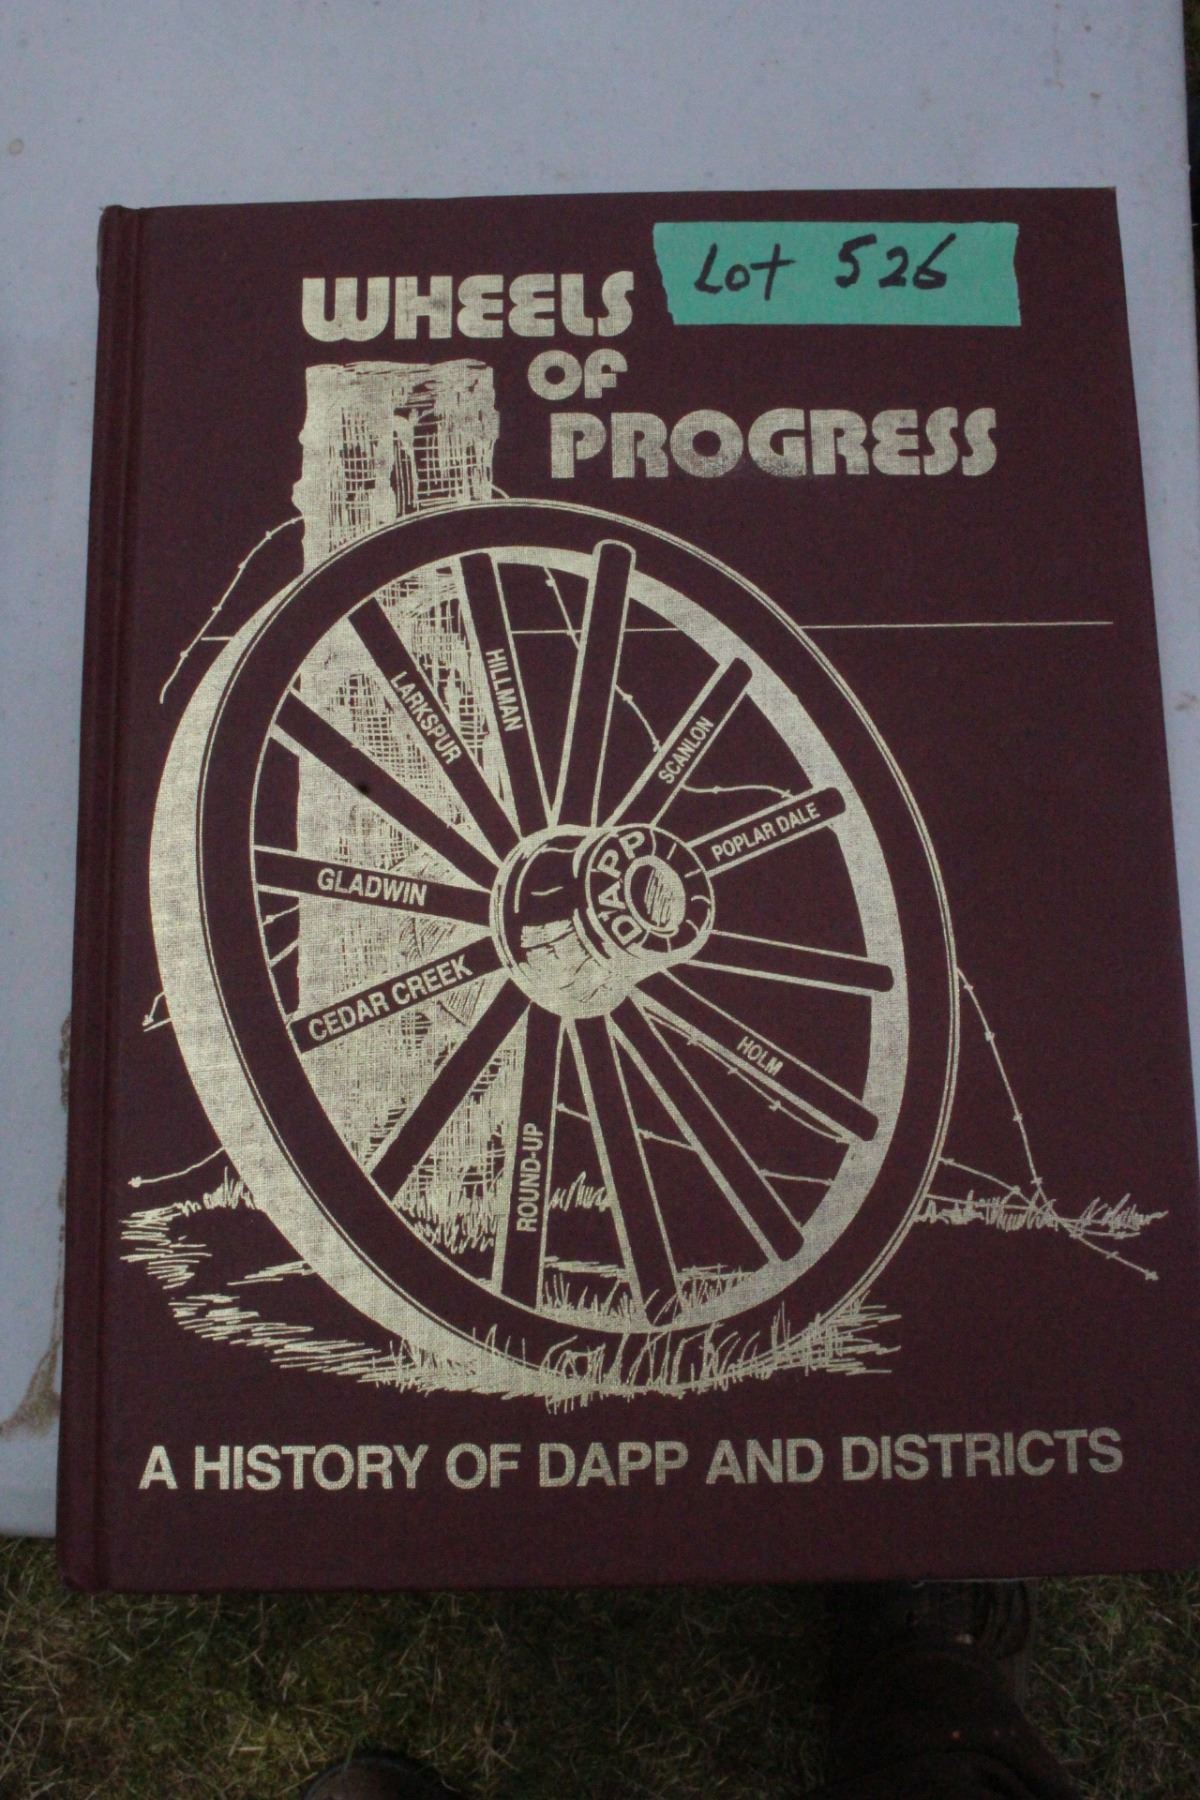 Lot 526
WHEELS
OF
PROGRESS
HILLMAN
LARKSPUR
SCANLON
POPLAR DALE
DAPP
GLADWIN
CEDAR CREEK
HOLM
ROUND-UP
A HISTORY OF DAPP AND DISTRICTS